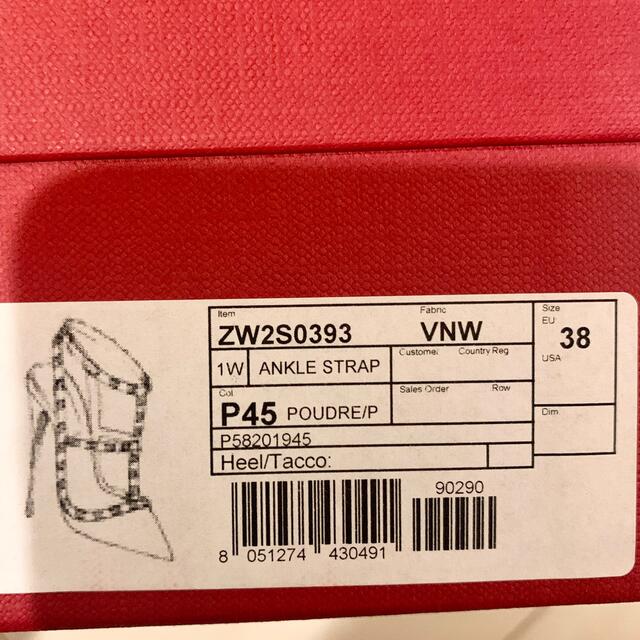 Item Fabric Size
ZW2S0393 VNW EU 38
1W ANKLE STRAP Customer Country Reg USA
Col Sales Order Row
P45 POUDRE/P Dim.
P58201945
Heel/Tacco:
90290
8 051274 430491